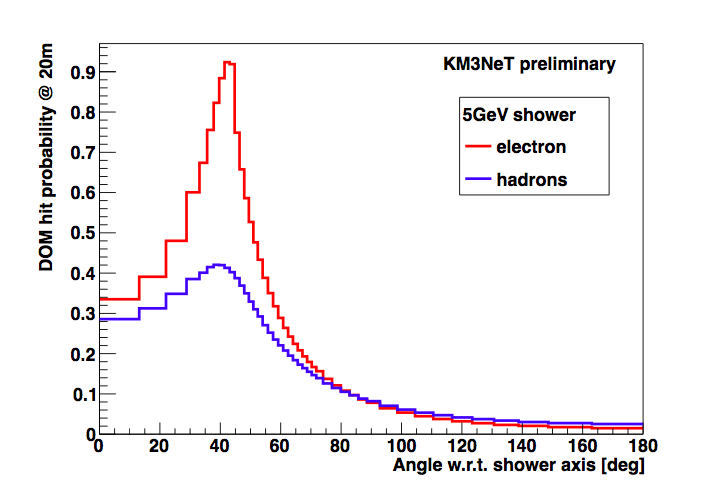 KM3NeT preliminary
5GeV shower
electron
hadrons
DOM hit probability @ 20m
0.9
0.8
0.7
0.6
0.5
0.4
0.3
0.2
0.1
0
0 20 40 60 80 100 120 140 160 180
Angle w.r.t. shower axis [deg]